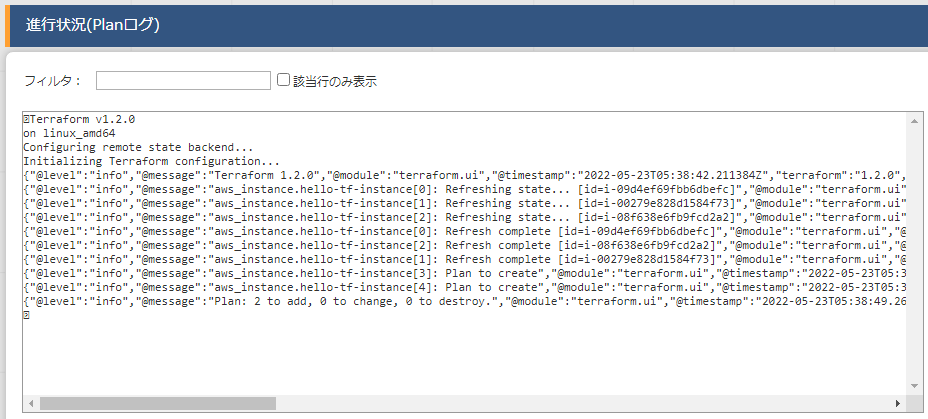 進行状況(Planログ)
フィルタ：
該当行のみ表示
Terraform v1.2.0
on linux_amd64
Configuring remote state backend...
Initializing Terraform configuration...
{"@level":"info","@message":"Terraform 1.2.0","@module":"terraform.ui","@timestamp":"2022-05-23T05:38:42.211384Z","terraform":"1.2.0",
{"@level":"info","@message":"aws_instance.hello-tf-instance[0]: Refreshing state... [id=i-09d4ef69fbb6dbefc]","@module":"terraform.ui"
{"@level":"info","@message":"aws_instance.hello-tf-instance[1]: Refreshing state... [id=i-00279e828d1584f73]","@module":"terraform.ui"
{"@level":"info","@message":"aws_instance.hello-tf-instance[2]: Refreshing state... [id=i-08f638e6fb9fcd2a2]","@module":"terraform.ui"
{"@level":"info","@message":"aws_instance.hello-tf-instance[0]: Refresh complete [id=i-09d4ef69fbb6dbefc]","@module":"terraform.ui","@
{"@level":"info","@message":"aws_instance.hello-tf-instance[2]: Refresh complete [id=i-08f638e6fb9fcd2a2]","@module":"terraform.ui","@
{"@level":"info","@message":"aws_instance.hello-tf-instance[1]: Refresh complete [id=i-00279e828d1584f73]","@module":"terraform.ui","@
{"@level":"info","@message":"aws_instance.hello-tf-instance[3]: Plan to create","@module":"terraform.ui","@timestamp":"2022-05-23T05:3
{"@level":"info","@message":"aws_instance.hello-tf-instance[4]: Plan to create","@module":"terraform.ui","@timestamp":"2022-05-23T05:3
{"@level":"info","@message":"Plan: 2 to add, 0 to change, 0 to destroy.","@module":"terraform.ui","@timestamp":"2022-05-23T05:38:49.26